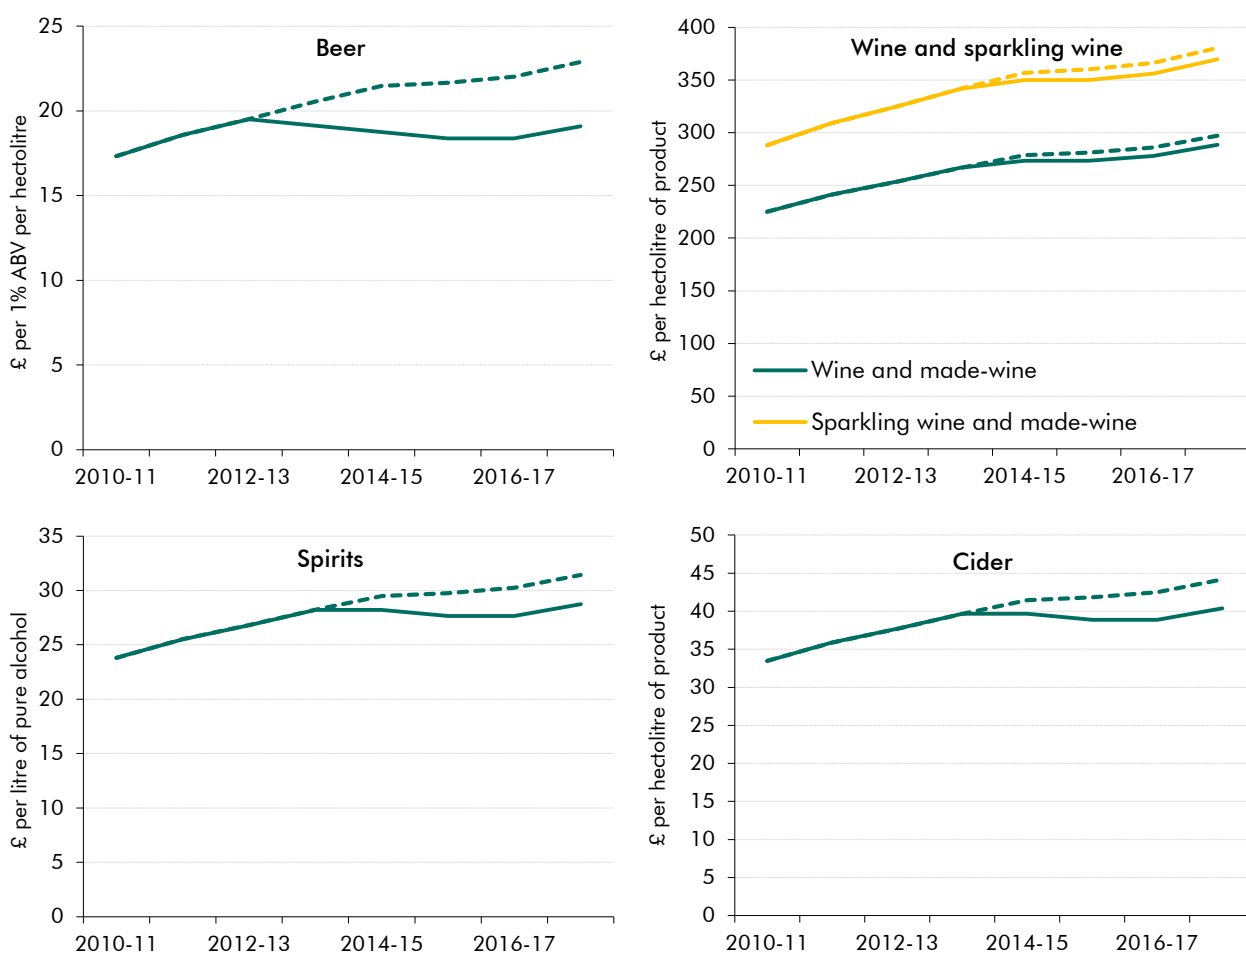 Beer
£ per 1% ABV per hectolitre
25
20
15
10
5
0
2010-11 2012-13 2014-15 2016-17
Wine and sparkling wine
£ per hectolitre of product
400
350
300
250
200
150
100
50
0
Wine and made-wine
Sparkling wine and made-wine
2010-11 2012-13 2014-15 2016-17
Spirits
£ per litre of pure alcohol
35
30
25
20
15
10
5
0
2010-11 2012-13 2014-15 2016-17
Cider
£ per hectolitre of product
50
45
40
35
30
25
20
15
10
5
0
2010-11 2012-13 2014-15 2016-17